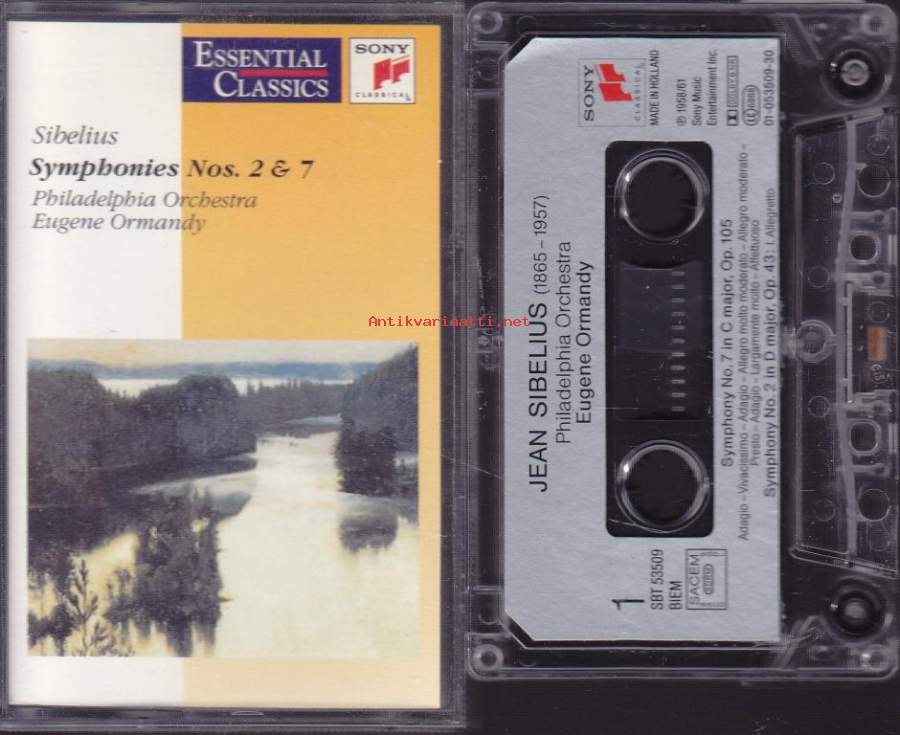 ESSENTIAL
CLASSICS
SONY
CLASSICAL
Sibelius
Symphonies Nos. 2 & 7
Philadelphia Orchestra
Eugene Ormandy
Antikvariaatti.net
SONY
CLASSICAL
MADE IN HOLLAND
℗ 1958/61
Sony Music
Entertainment Inc.
DOLBY B NR
01-053509-30
JEAN SIBELIUS (1865–1957)
Philadelphia Orchestra
Eugene Ormandy
Symphony No. 7 in C major, Op. 105
Adagio – Vivacissimo – Adagio – Allegro molto moderato – Allegro moderato –
Presto – Adagio – Largamente molto – Affettuoso
Symphony No. 2 in D major, Op. 43: I. Allegretto
1
SBT 53509
BIEM
SACEM